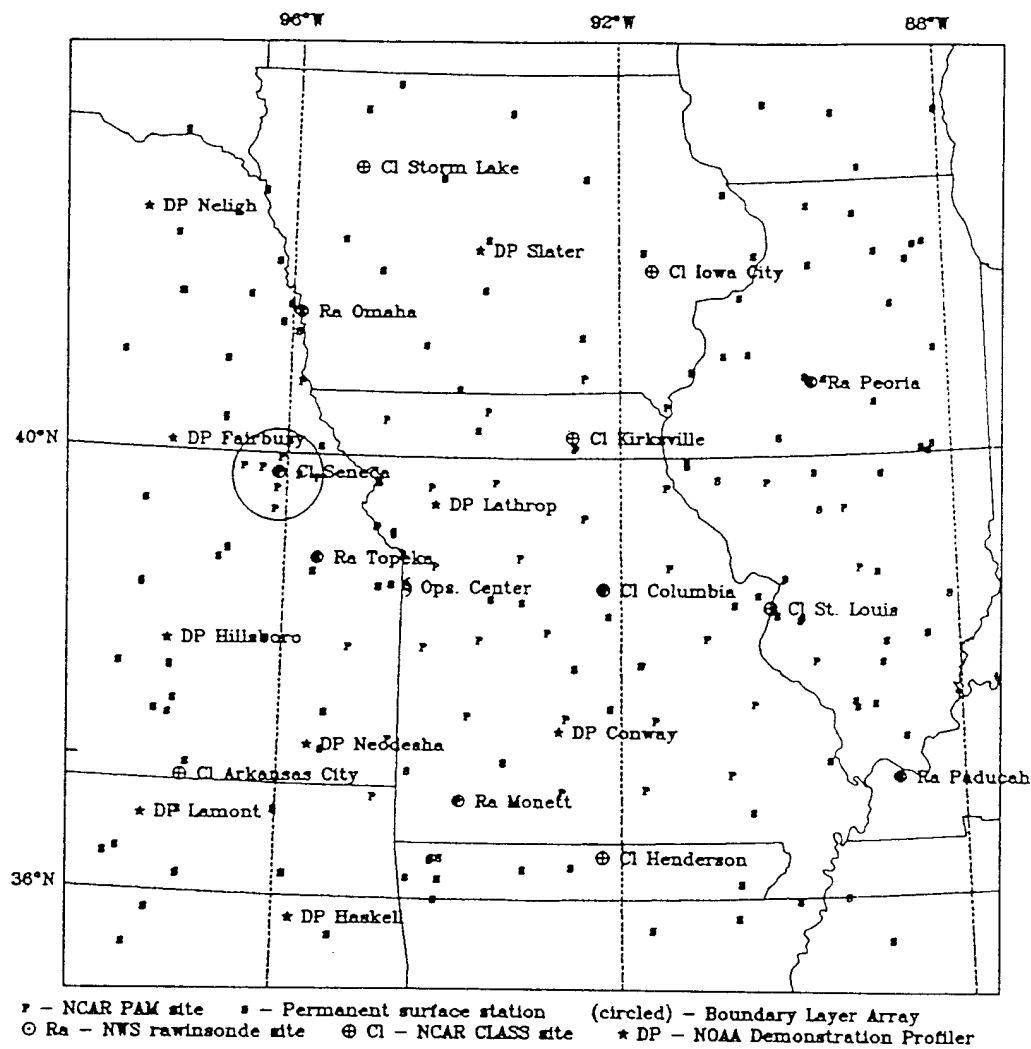 96°W 92°W 88°W
Cl Storm Lake
DP Neligh
DP Slater
Cl Iowa City
Ra Omaha
Ra Peoria
40°N
DP Fairbury
Cl Kirksville
Cl Seneca
DP Lathrop
Ra Topeka
Ops. Center
Cl Columbia
Cl St. Louis
DP Hillsboro
DP Conway
DP Neodesha
Cl Arkansas City
Ra Paducah
DP Lamont
Ra Monett
Cl Henderson
36°N
DP Haskell
P – NCAR PAM site S – Permanent surface station (circled) – Boundary Layer Array
⊙ Ra – NWS rawinsonde site ⊕ Cl – NCAR CLASS site ★ DP – NOAA Demonstration Profiler